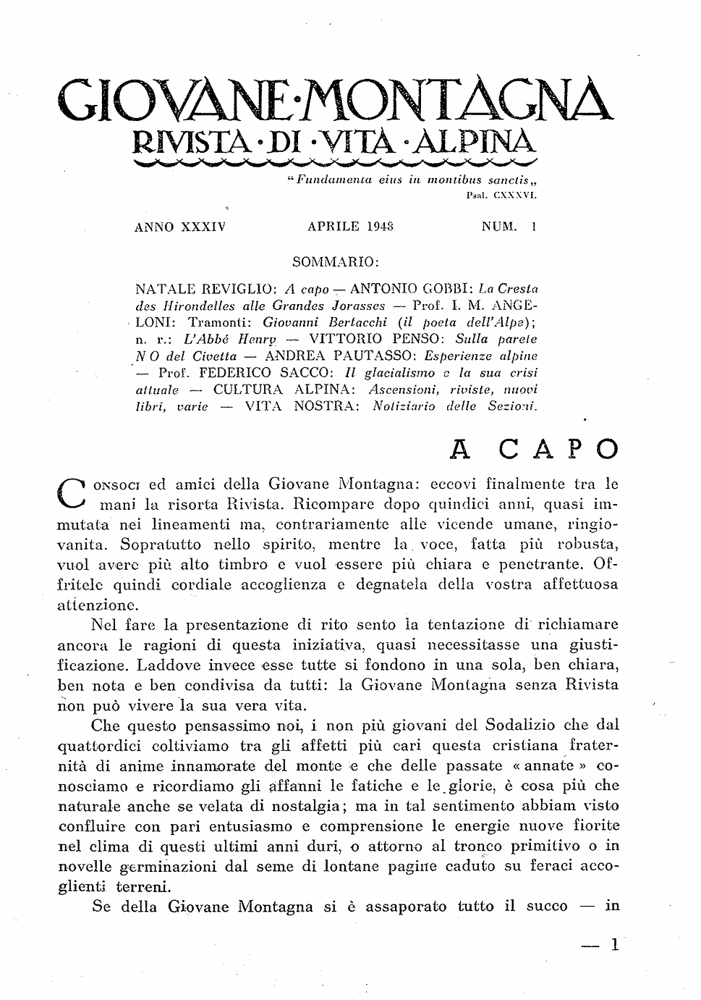 GIOVANE·MONTAGNA
RIVISTA·DI·VITA·ALPINA
“Fundamenta eius in montibus sanctis„
Psal. CXXXVI.
ANNO XXXIV APRILE 1948 NUM. 1
SOMMARIO:
NATALE REVIGLIO: A capo — ANTONIO GOBBI: La Cresta
des Hirondelles alle Grandes Jorasses — Prof. I. M. ANGE-
LONI: Tramonti: Giovanni Bertacchi (il poeta dell'Alpe);
n. r.: L'Abbé Henry — VITTORIO PENSO: Sulla parete
N O del Civetta — ANDREA PAUTASSO: Esperienze alpine
— Prof. FEDERICO SACCO: Il glacialismo e la sua crisi
attuale — CULTURA ALPINA: Ascensioni, riviste, nuovi
libri, varie — VITA NOSTRA: Notiziario delle Sezioni.
A CAPO
CONSOCI ed amici della Giovane Montagna: eccovi finalmente tra le
mani la risorta Rivista. Ricompare dopo quindici anni, quasi im-
mutata nei lineamenti ma, contrariamente alle vicende umane, ringio-
vanita. Sopratutto nello spirito, mentre la voce, fatta più robusta,
vuol avere più alto timbro e vuol essere più chiara e penetrante. Of-
fritele quindi cordiale accoglienza e degnatela della vostra affettuosa
attenzione.
Nel fare la presentazione di rito sento la tentazione di richiamare
ancora le ragioni di questa iniziativa, quasi necessitasse una giusti-
ficazione. Laddove invece esse tutte si fondono in una sola, ben chiara,
ben nota e ben condivisa da tutti: la Giovane Montagna senza Rivista
non può vivere la sua vera vita.
Che questo pensassimo noi, i non più giovani del Sodalizio che dal
quattordici coltiviamo tra gli affetti più cari questa cristiana frater-
nità di anime innamorate del monte e che delle passate « annate » co-
nosciamo e ricordiamo gli affanni le fatiche e le glorie, è cosa più che
naturale anche se velata di nostalgia; ma in tal sentimento abbiam visto
confluire con pari entusiasmo e comprensione le energie nuove fiorite
nel clima di questi ultimi anni duri, o attorno al tronco primitivo o in
novelle germinazioni dal seme di lontane pagine caduto su feraci acco-
glienti terreni.
Se della Giovane Montagna si è assaporato tutto il succo — in
— 1